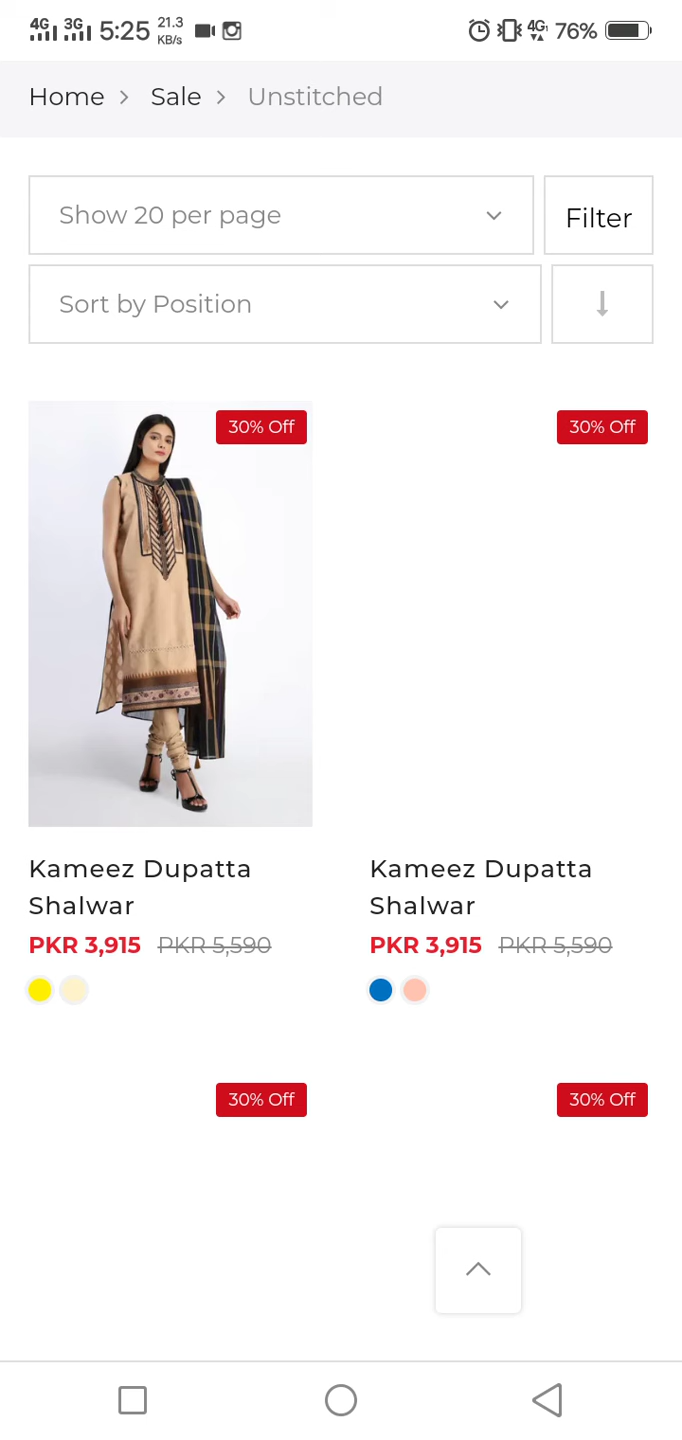 4G 3G 5:25 21.3 KB/s 4G 76%
Home > Sale > Unstitched
Show 20 per page
Filter
Sort by Position
30% Off
30% Off
Kameez Dupatta
Shalwar
PKR 3,915 PKR 5,590
Kameez Dupatta
Shalwar
PKR 3,915 PKR 5,590
30% Off
30% Off